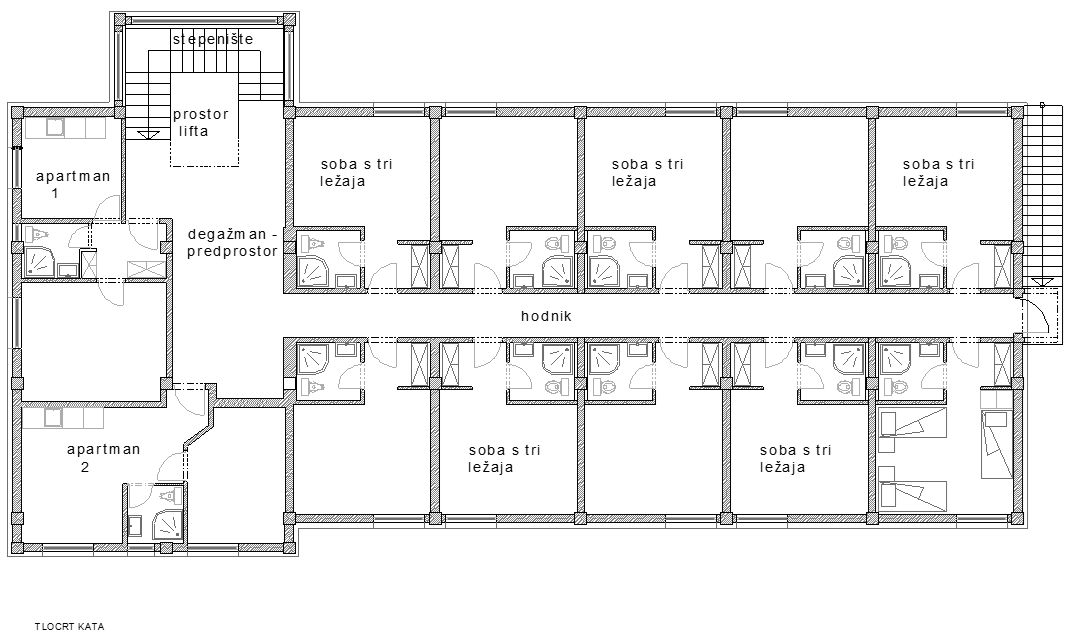 stepenište
prostor
lifta
apartman
1
soba s tri
ležaja
soba s tri
ležaja
soba s tri
ležaja
degažman -
predprostor
hodnik
apartman
2
soba s tri
ležaja
soba s tri
ležaja
TLOCRT KATA